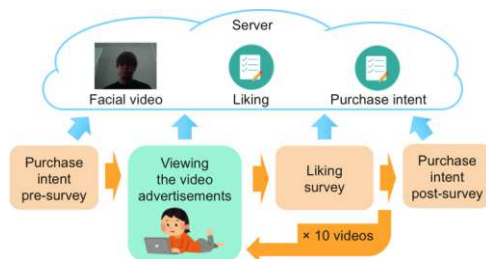 Server
Facial video
Liking
Purchase intent
Purchase
intent
pre-survey
Viewing
the video
advertisements
Liking
survey
Purchase
intent
post-survey
× 10 videos